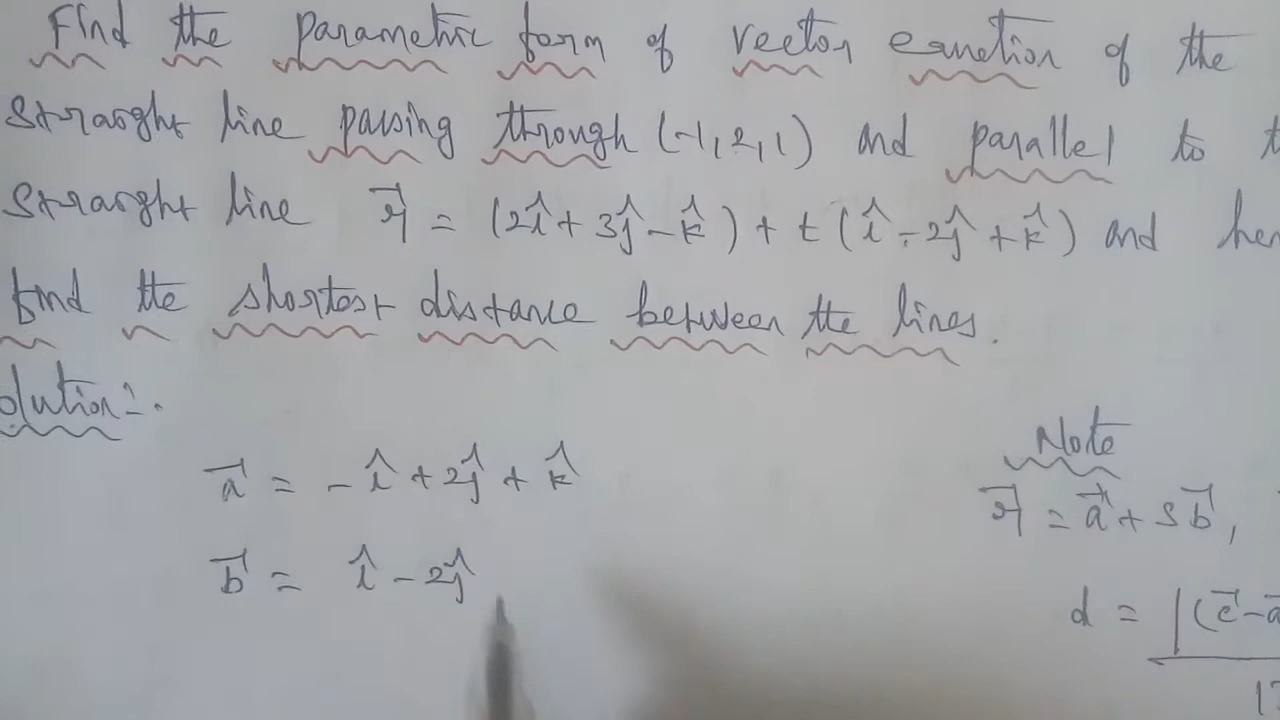 Find the parametric form of vector equation of the
straight line passing through (-1, 2, 1) and parallel to t
straight line r⃗ = (2î + 3ĵ - k̂) + t (î - 2ĵ + k̂) and hen
find the shortest distance between the lines.
olution:-.
a⃗ = -î + 2ĵ + k̂
b⃗ = î - 2ĵ
Note
r⃗ = a⃗ + s b⃗,
d = |(c⃗ - a⃗